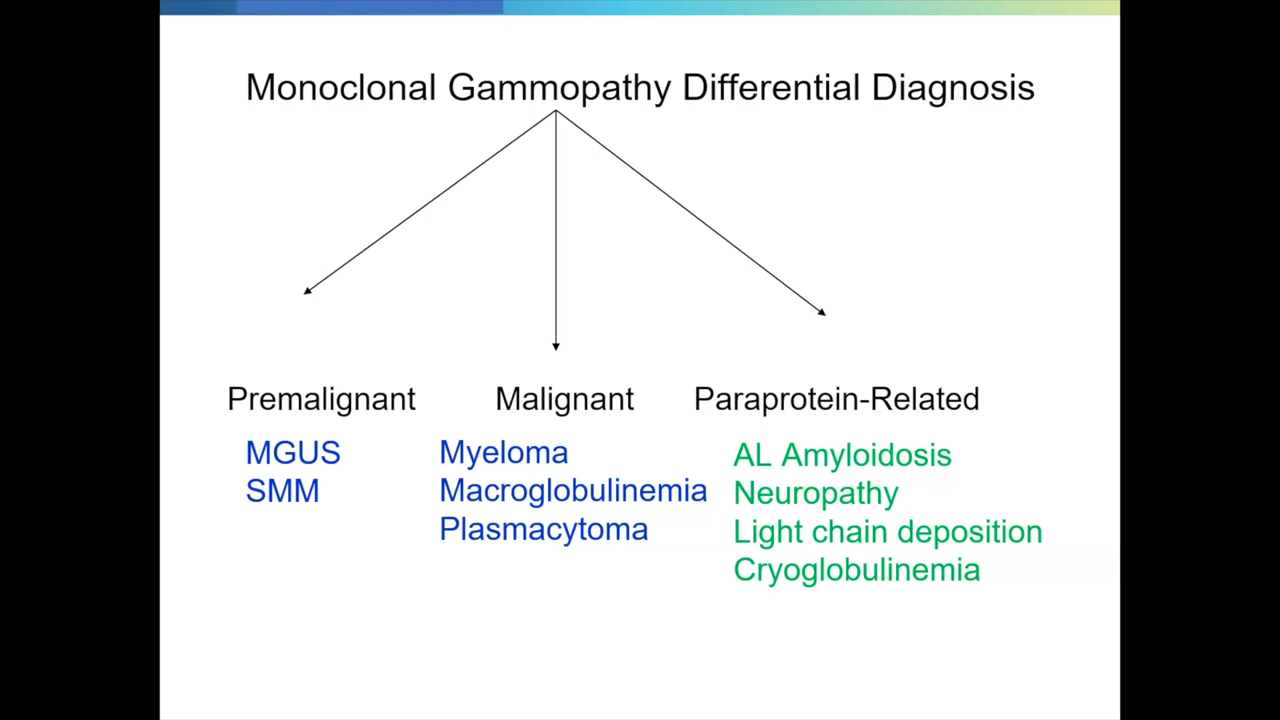 Monoclonal Gammopathy Differential Diagnosis
Premalignant
MGUS
SMM
Malignant
Myeloma
Macroglobulinemia
Plasmacytoma
Paraprotein-Related
AL Amyloidosis
Neuropathy
Light chain deposition
Cryoglobulinemia